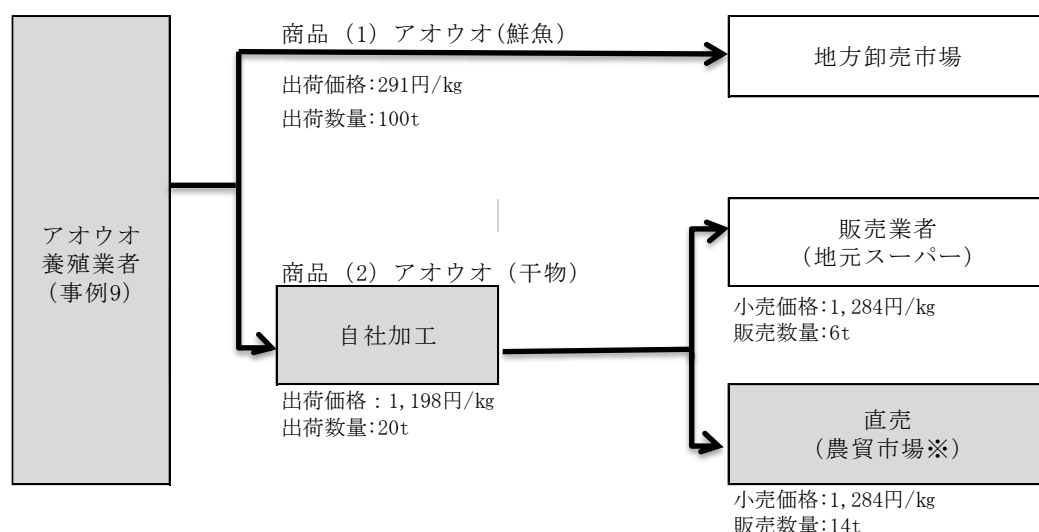 商品 (1) アオウオ(鮮魚)
出荷価格:291円/kg
出荷数量:100t
地方卸売市場
アオウオ
養殖業者
(事例9)
商品 (2) アオウオ (干物)
自社加工
出荷価格：1,198円/kg
出荷数量:20t
販売業者
(地元スーパー)
小売価格:1,284円/kg
販売数量:6t
直売
(農貿市場※)
小売価格:1,284円/kg
販売数量:14t